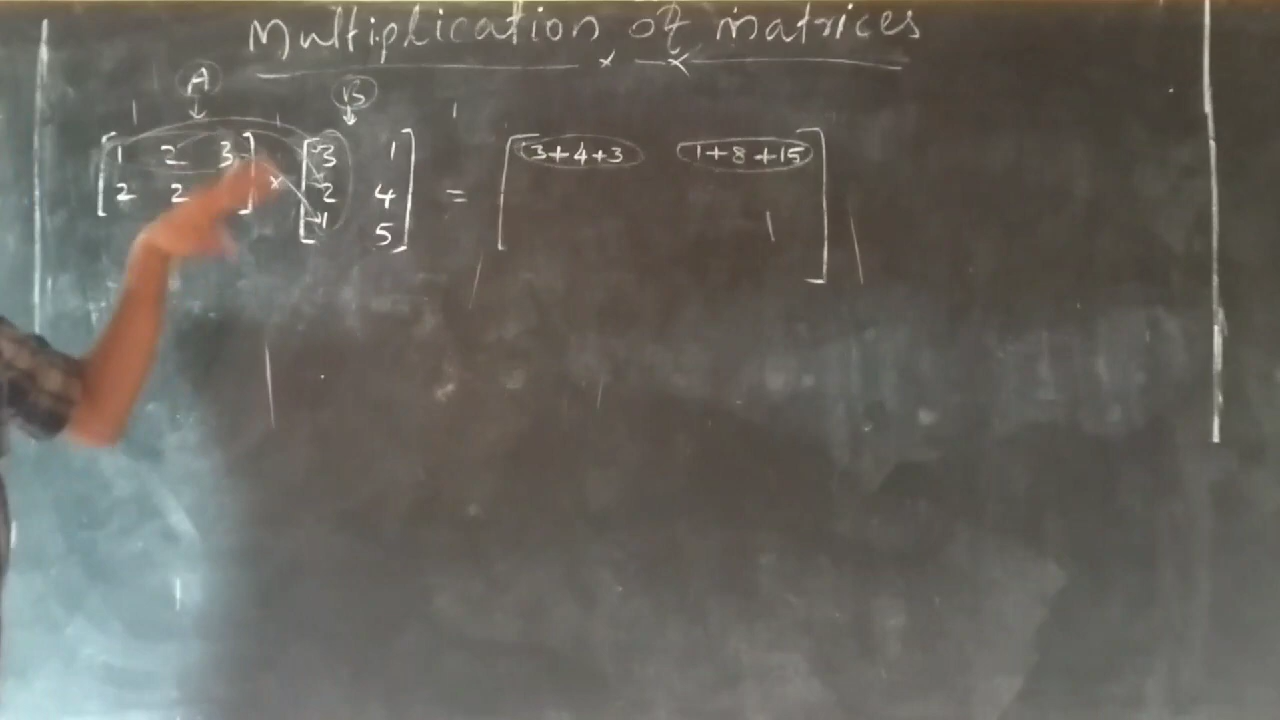 Multiplication of matrices
A B
[1 2 3] × [3 1] = [3+4+3 1+8+15]
[2 2 ] [2 4]
[1 5]